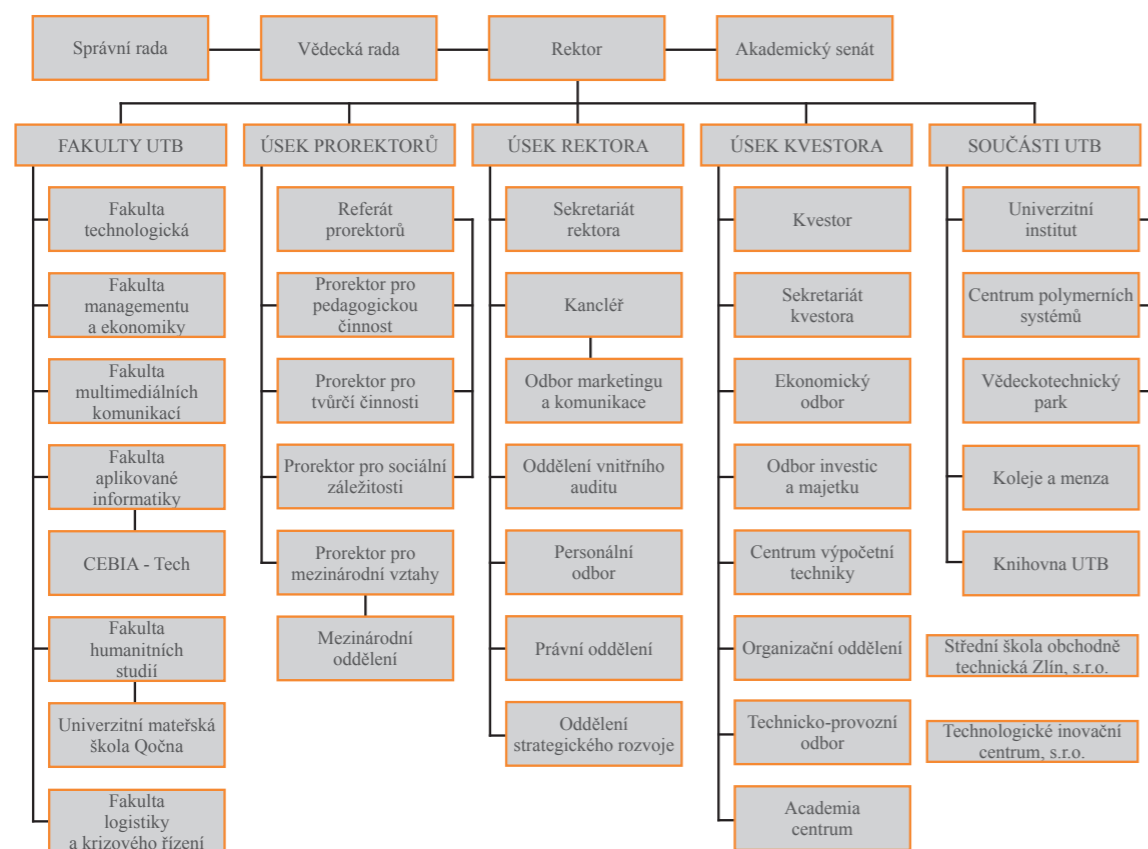 Správní rada
Vědecká rada
Rektor
Akademický senát
FAKULTY UTB
Fakulta
technologická
Fakulta
managementu
a ekonomiky
Fakulta
multimediálních
komunikací
Fakulta
aplikované
informatiky
CEBIA - Tech
Fakulta
humanitních
studií
Univerzitní mateřská
škola Qočna
Fakulta
logistiky
a krizového řízení
ÚSEK PROREKTORŮ
Referát
prorektorů
Prorektor pro
pedagogickou
činnost
Prorektor pro
tvůrčí činnosti
Prorektor pro sociální
záležitosti
Prorektor pro
mezinárodní vztahy
Mezinárodní
oddělení
ÚSEK REKTORA
Sekretariát
rektora
Kancléř
Odbor marketingu
a komunikace
Oddělení vnitřního
auditu
Personální
odbor
Právní oddělení
Oddělení
strategického rozvoje
ÚSEK KVESTORA
Kvestor
Sekretariát
kvestora
Ekonomický
odbor
Odbor investic
a majetku
Centrum výpočetní
techniky
Organizační oddělení
Technicko-provozní
odbor
Academia
centrum
SOUČÁSTI UTB
Univerzitní
institut
Centrum polymerních
systémů
Vědeckotechnický
park
Koleje a menza
Knihovna UTB
Střední škola obchodně
technická Zlín, s.r.o.
Technologické inovační
centrum, s.r.o.